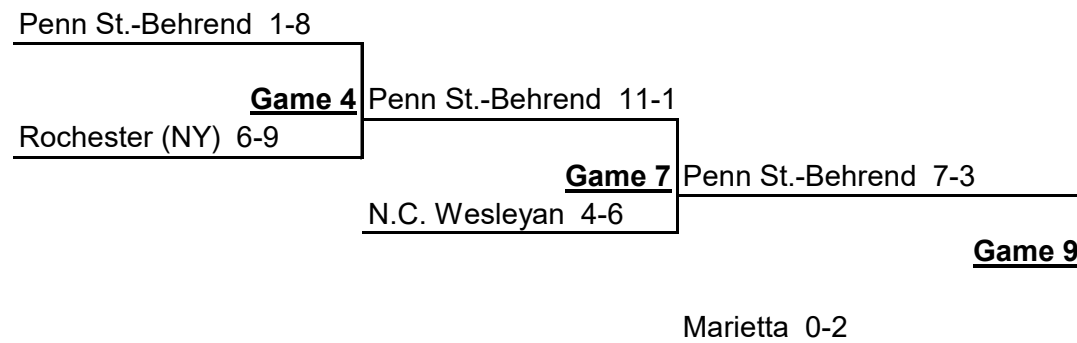 Penn St.-Behrend  1-8
Game 4 Penn St.-Behrend  11-1
Rochester (NY)  6-9
Game 7 Penn St.-Behrend  7-3
N.C. Wesleyan  4-6
Game 9
Marietta  0-2